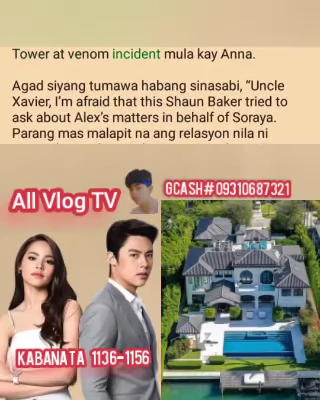 Tower at venom incident mula kay Anna.
Agad siyang tumawa habang sinasabi, “Uncle
Xavier, I’m afraid that this Shaun Baker tried to
ask about Alex’s matters in behalf of Soraya.
Parang mas malapit na ang relasyon nila ni
All Vlog TV
GCASH#09310687321
KABANATA 1136-1156